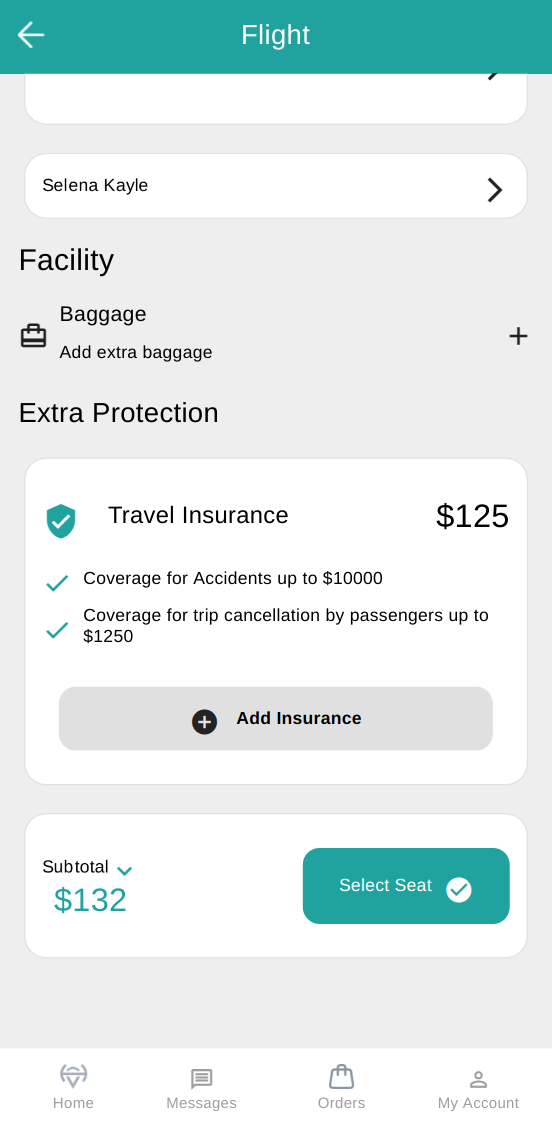 Flight
Selena Kayle
Facility
Baggage
Add extra baggage
Extra Protection
Travel Insurance
$125
Coverage for Accidents up to $10000
Coverage for trip cancellation by passengers up to
$1250
Add Insurance
Subtotal
$132
Select Seat
Home
Messages
Orders
My Account